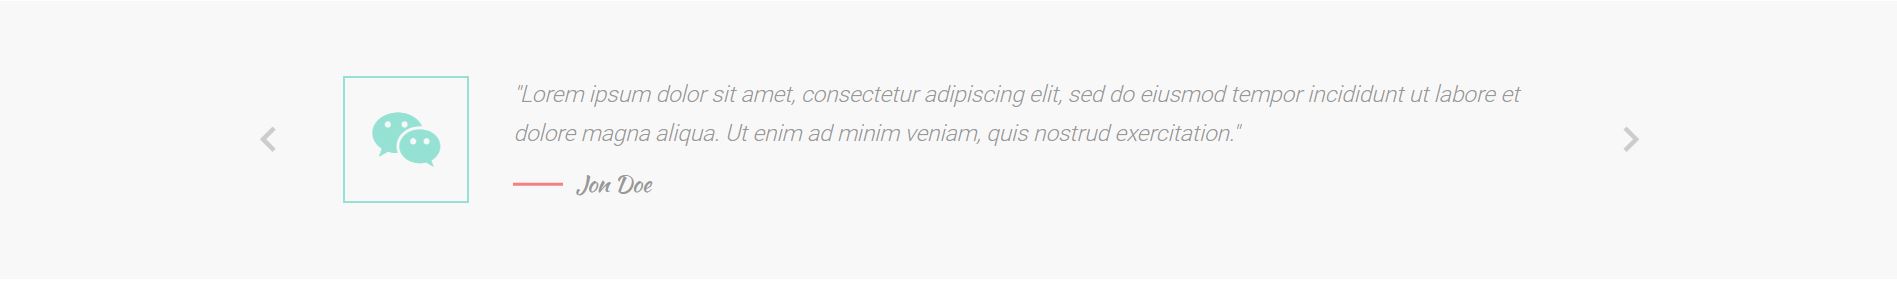 "Lorem ipsum dolor sit amet, consectetur adipiscing elit, sed do eiusmod tempor incididunt ut labore et
dolore magna aliqua. Ut enim ad minim veniam, quis nostrud exercitation."
Jon Doe